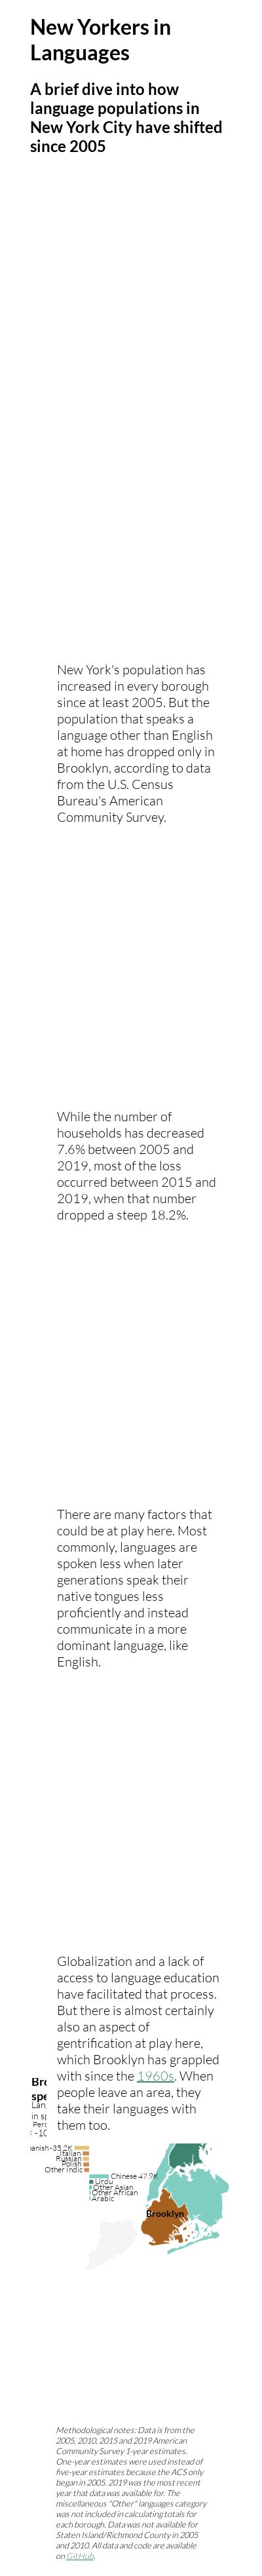 New Yorkers in
Languages
A brief dive into how
language populations in
New York City have shifted
since 2005
New York's population has
increased in every borough
since at least 2005. But the
population that speaks a
language other than English
at home has dropped only in
Brooklyn, according to data
from the U.S. Census
Bureau's American
Community Survey.
While the number of
households has decreased
7.6% between 2005 and
2019, most of the loss
occurred between 2015 and
2019, when that number
dropped a steep 18.2%.
There are many factors that
could be at play here. Most
commonly, languages are
spoken less when later
generations speak their
native tongues less
proficiently and instead
communicate in a more
dominant language, like
English.
Globalization and a lack of
access to language education
have facilitated that process.
But there is almost certainly
also an aspect of
gentrification at play here,
which Brooklyn has grappled
with since the 1960s. When
people leave an area, they
take their languages with
them too.
-35.2K
Italian
Russian
Polish
Other Indic
Chinese 47.9K
Urdu
Other Asian
Other African
Arabic
Brooklyn
Methodological notes: Data is from the
2005, 2010, 2015 and 2019 American
Community Survey 1-year estimates.
One-year estimates were used instead of
five-year estimates because the ACS only
began in 2005. 2019 was the most recent
year that data was available for. The
miscellaneous "Other" languages category
was not included in calculating totals for
each borough. Data was not available for
Staten Island/Richmond County in 2005
and 2010. All data and code are available
on GitHub.